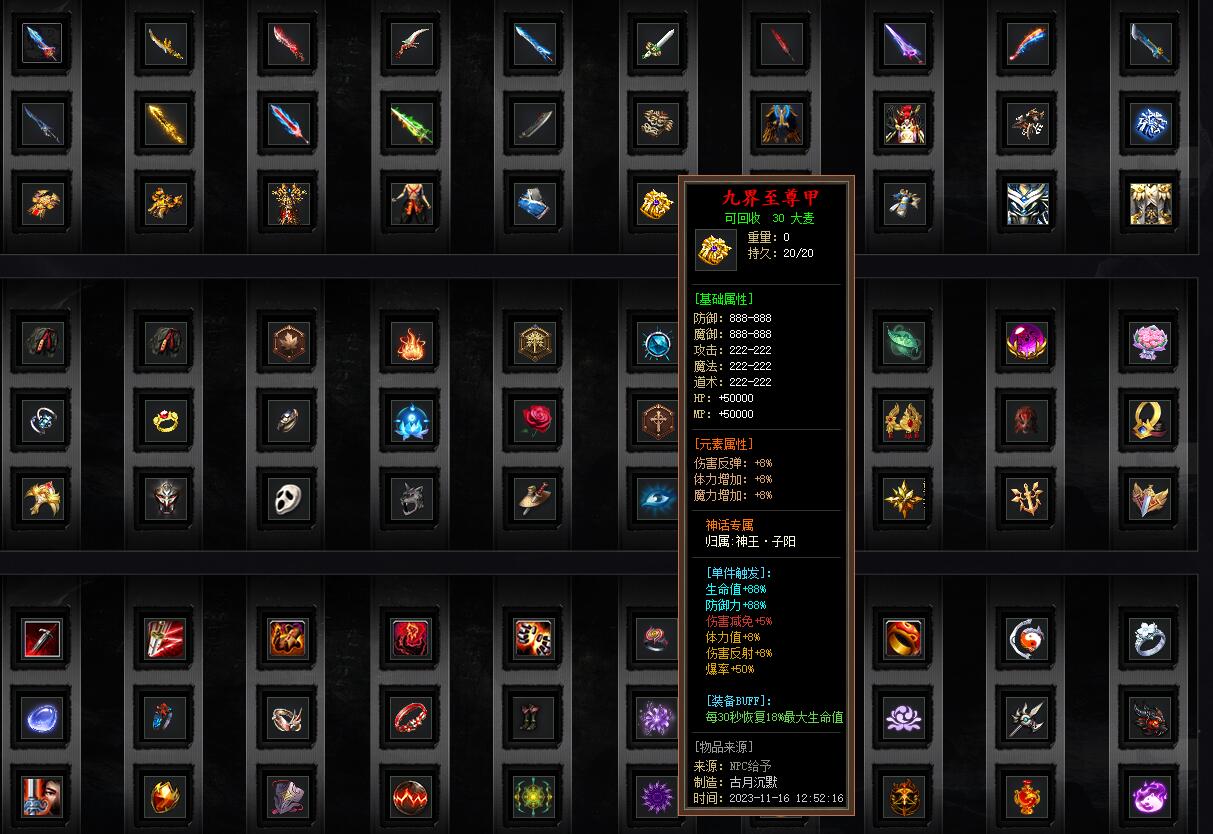 九界至尊甲
可回收 30 大麦
重量: 0
持久: 20/20
[基础属性]
防御: 888-888
魔御: 888-888
攻击: 222-222
魔法: 222-222
道术: 222-222
HP: +50000
MP: +50000
[元素属性]
伤害反弹: +8%
体力增加: +8%
魔力增加: +8%
神话专属
归属:神王·子阳
[单件触发]:
生命值+88%
防御力+88%
伤害减免+5%
体力值+8%
伤害反射+8%
爆率+50%
[装备BUFF]:
每30秒恢复18%最大生命值
[物品来源]
来源: NPC给予
制造: 古月沉默
时间: 2023-11-16 12:52:16